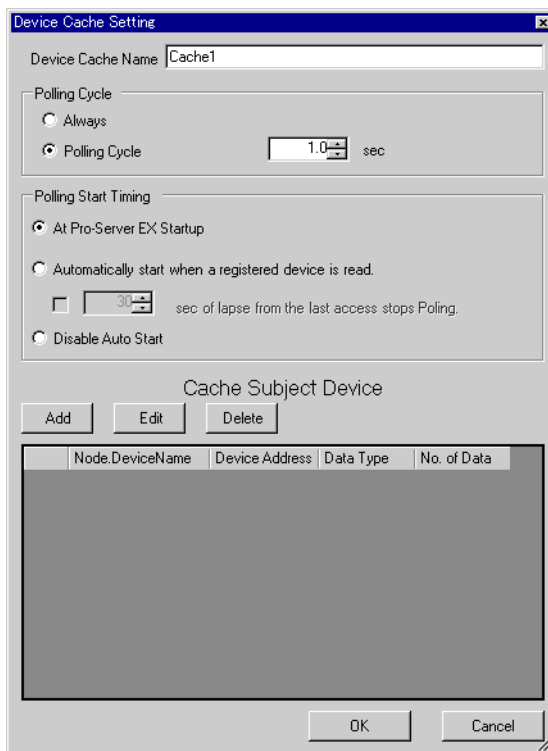 Device Cache Setting
Device Cache Name Cache1
Polling Cycle
Always
Polling Cycle 1.0 sec
Polling Start Timing
At Pro-Server EX Startup
Automatically start when a registered device is read.
30 sec of lapse from the last access stops Poling.
Disable Auto Start
Cache Subject Device
Add Edit Delete
Node.DeviceName Device Address Data Type No. of Data
OK Cancel